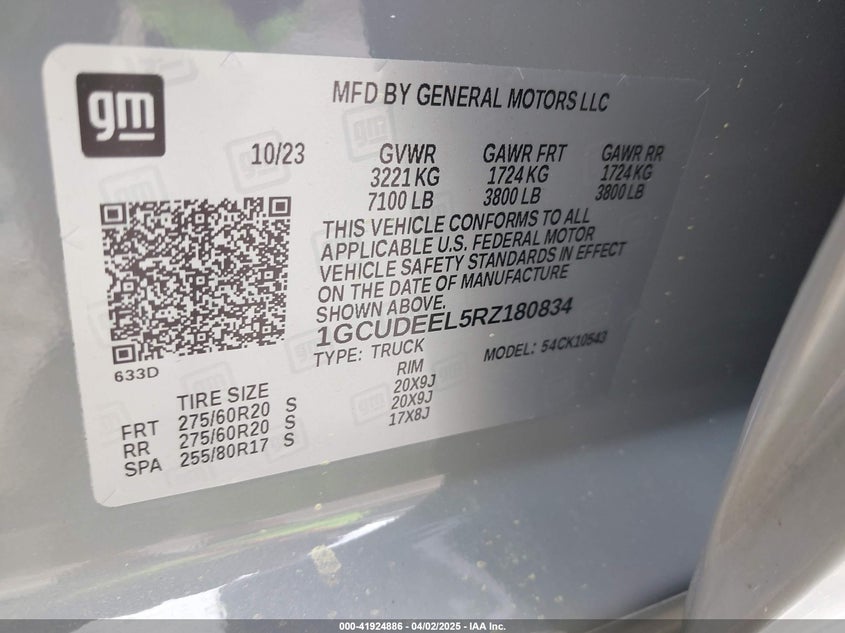 gm
MFD BY GENERAL MOTORS LLC
10/23 GVWR GAWR FRT GAWR RR
3221 KG 1724 KG 1724 KG
7100 LB 3800 LB 3800 LB
THIS VEHICLE CONFORMS TO ALL
APPLICABLE U.S. FEDERAL MOTOR
VEHICLE SAFETY STANDARDS IN EFFECT
ON THE DATE OF MANUFACTURE
SHOWN ABOVE.
1GCUDEEL5RZ180834
TYPE: TRUCK MODEL: 54CK10543
633D
TIRE SIZE RIM
FRT 275/60R20 S 20X9J
RR 275/60R20 S 20X9J
SPA 255/80R17 S 17X8J
000-41924886 - 04/02/2025 - IAA Inc.